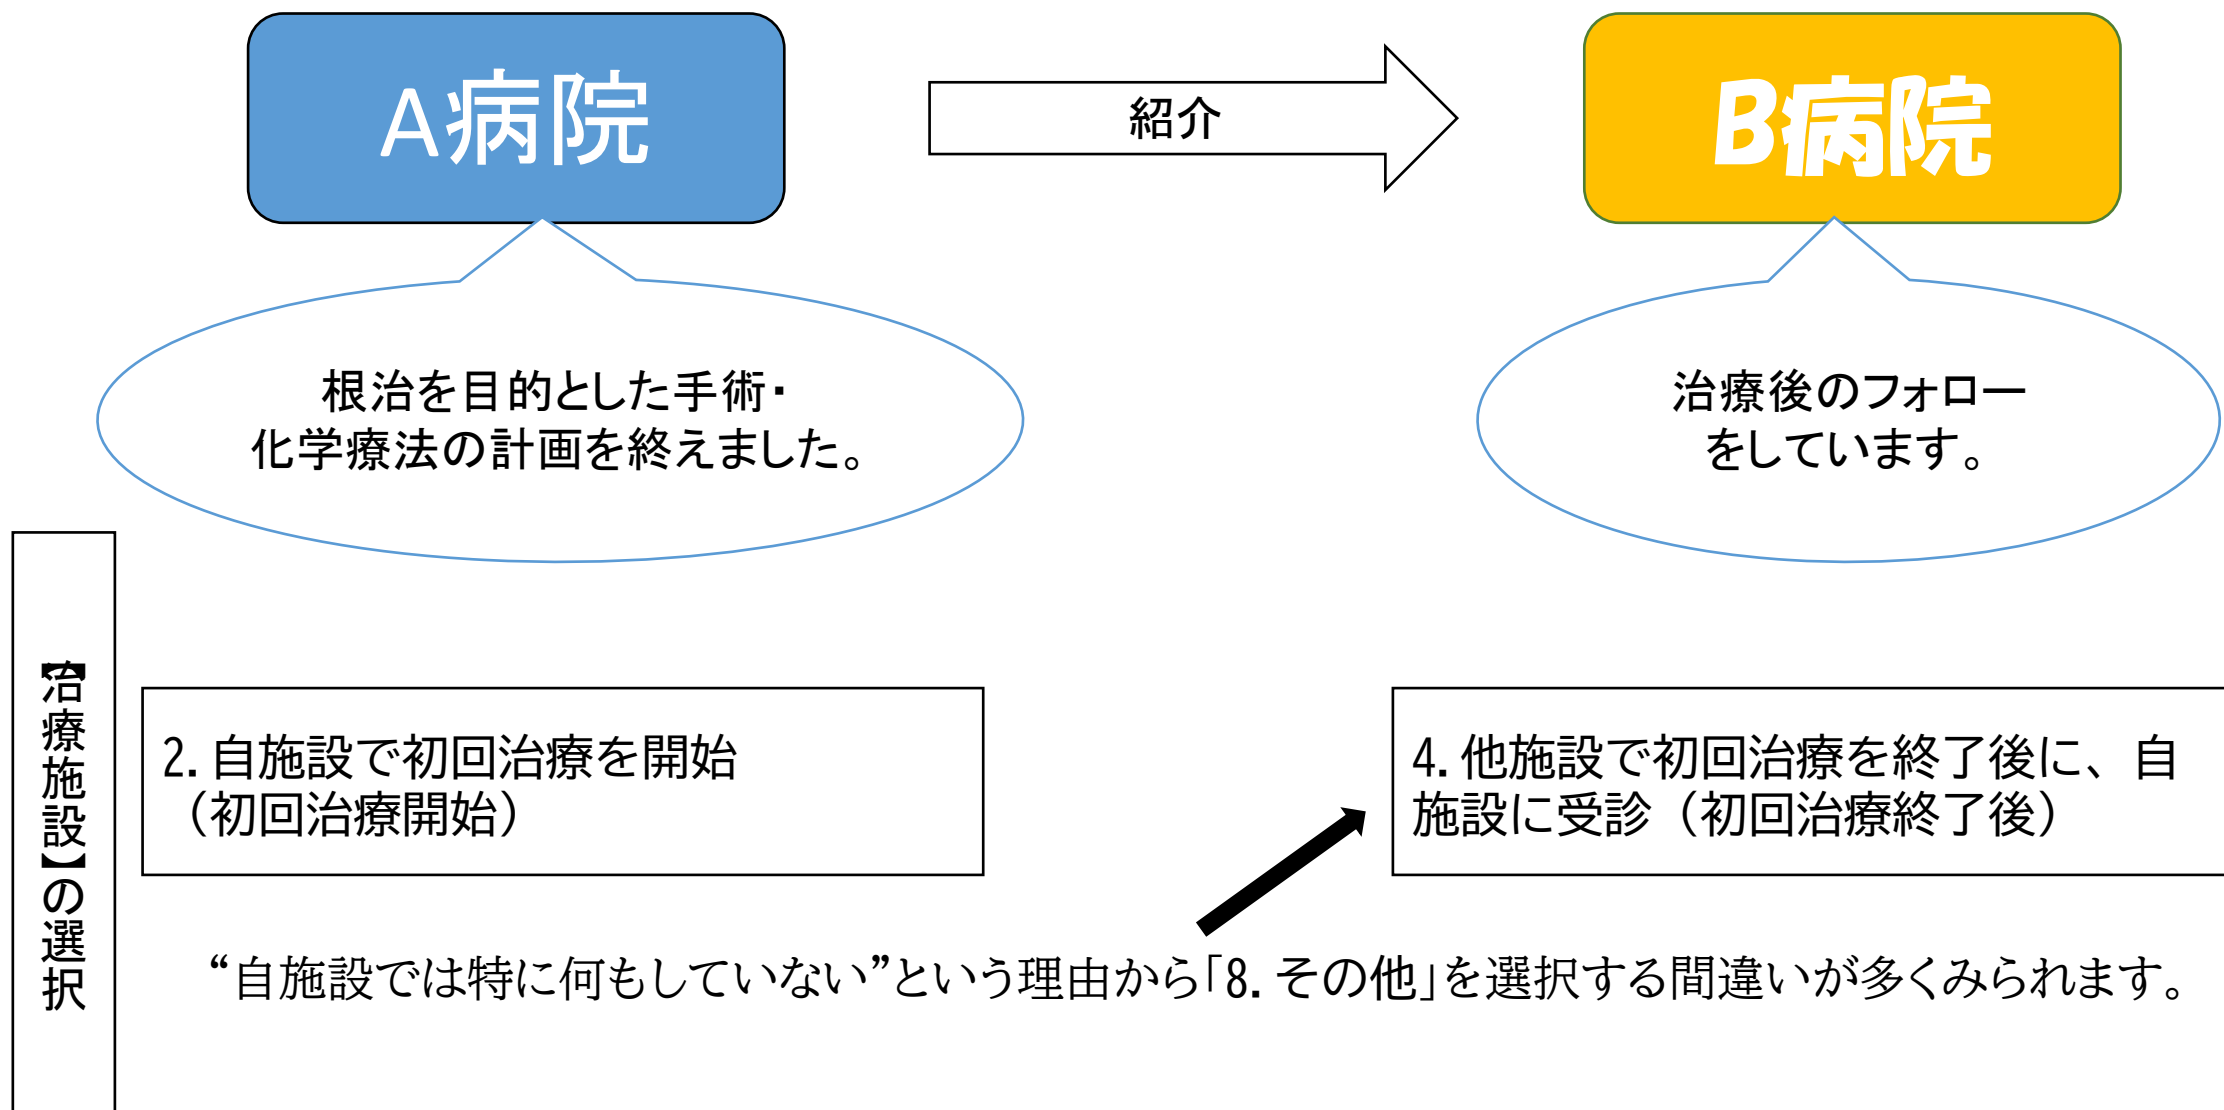 A病院
紹介
B病院
根治を目的とした手術・
化学療法の計画を終えました。
治療後のフォロー
をしています。
【治療施設】の選択
2.自施設で初回治療を開始
（初回治療開始）
4.他施設で初回治療を終了後に、自
施設に受診（初回治療終了後）
“自施設では特に何もしていない”という理由から「8.その他」を選択する間違いが多くみられます。